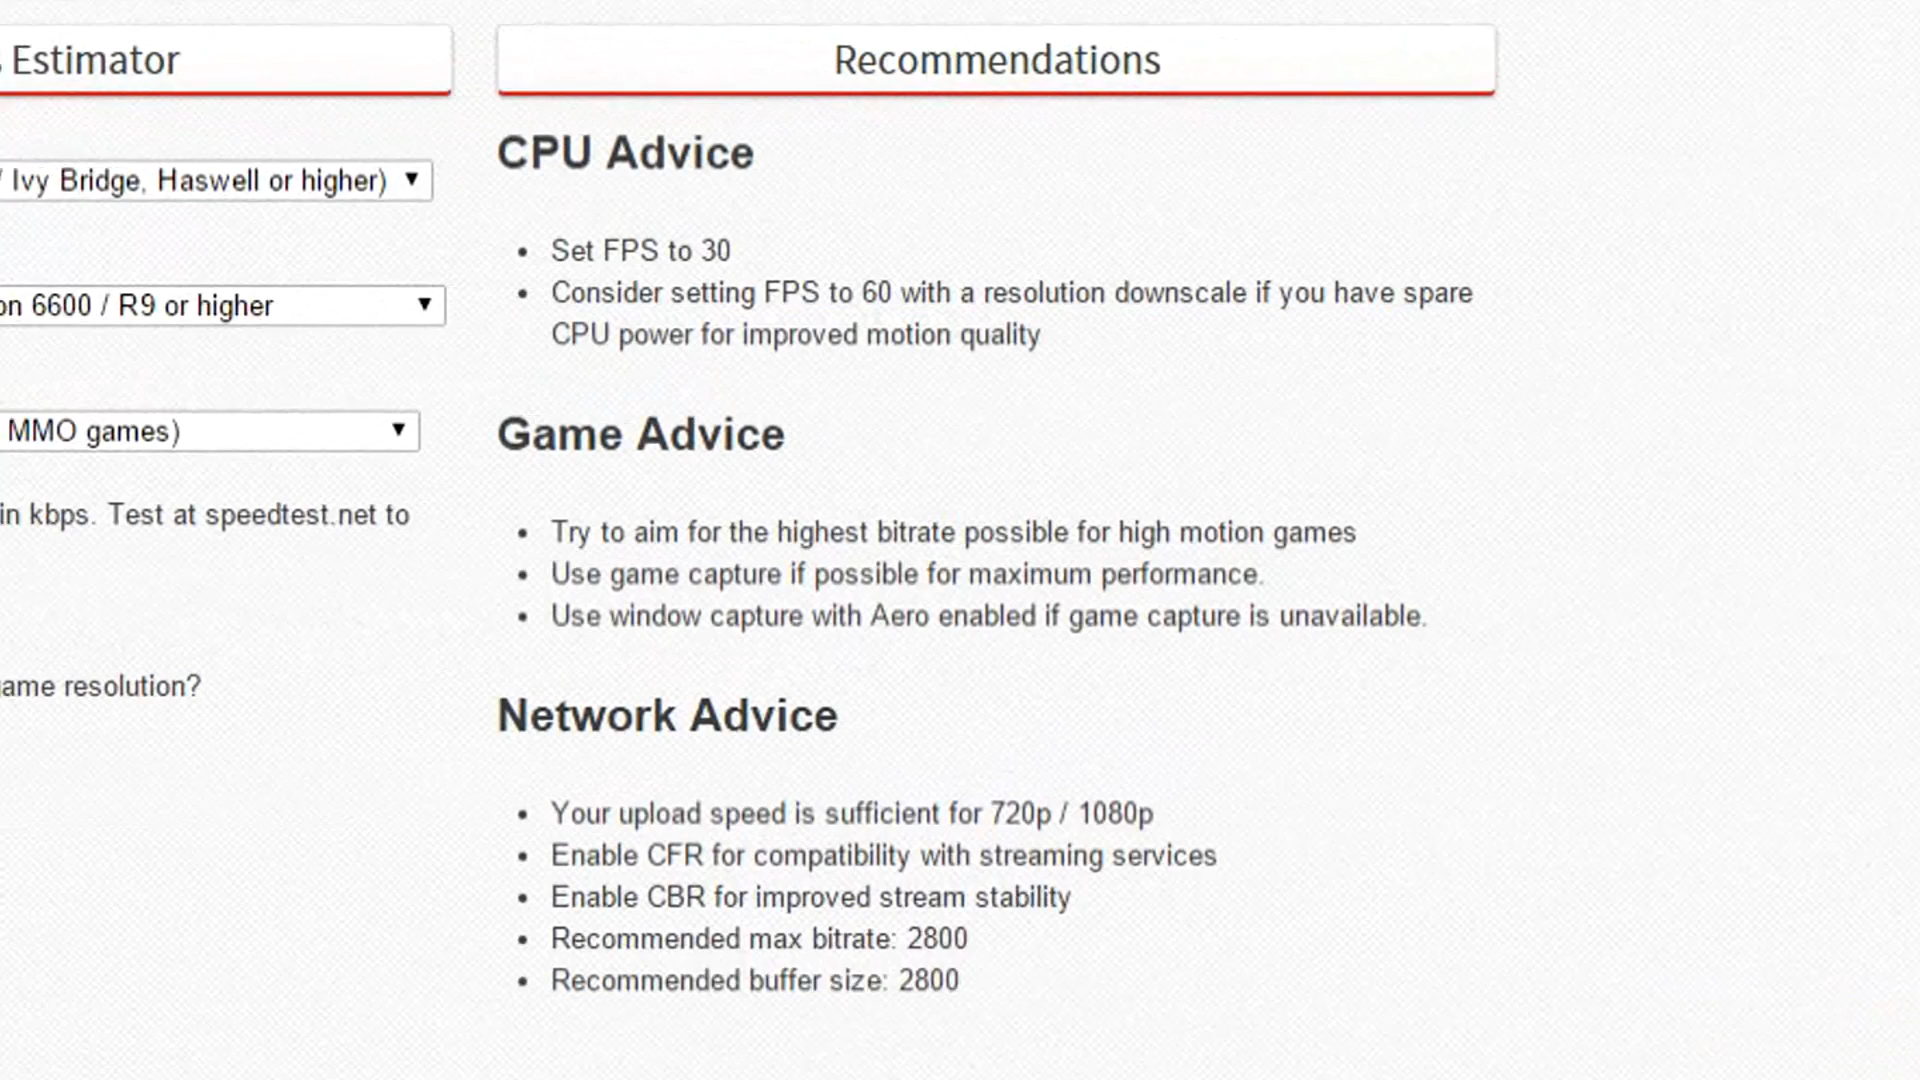 Estimator
Recommendations
CPU Advice
/ Ivy Bridge, Haswell or higher)
Set FPS to 30
Consider setting FPS to 60 with a resolution downscale if you have spare
CPU power for improved motion quality
on 6600 / R9 or higher
MMO games)
Game Advice
in kbps. Test at speedtest.net to
Try to aim for the highest bitrate possible for high motion games
Use game capture if possible for maximum performance.
Use window capture with Aero enabled if game capture is unavailable.
ame resolution?
Network Advice
Your upload speed is sufficient for 720p / 1080p
Enable CFR for compatibility with streaming services
Enable CBR for improved stream stability
Recommended max bitrate: 2800
Recommended buffer size: 2800